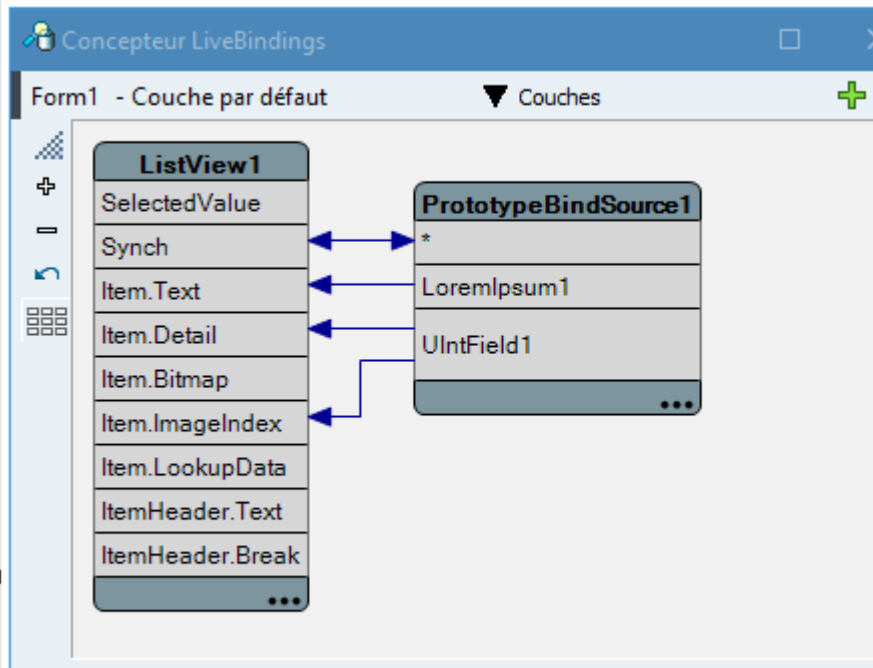 Concepteur LiveBindings
Form1 - Couche par défaut
Couches
ListView1
SelectedValue
Synch
Item.Text
Item.Detail
Item.Bitmap
Item.ImageIndex
Item.LookupData
ItemHeader.Text
ItemHeader.Break
•••
PrototypeBindSource1
*
LoremIpsum1
UIntField1
•••